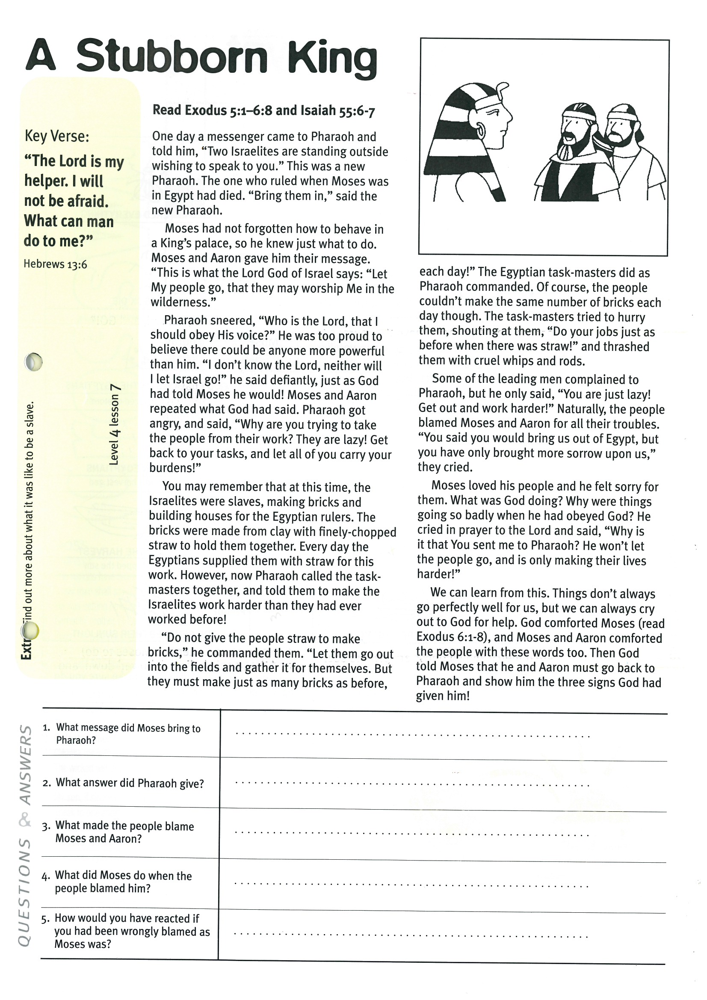 A Stubborn King
Key Verse:
“The Lord is my
helper. I will
not be afraid.
What can man
do to me?”
Hebrews 13:6
Level 4 lesson 7
Find out more about what it was like to be a slave.
Read Exodus 5:1–6:8 and Isaiah 55:6-7
One day a messenger came to Pharaoh and
told him, “Two Israelites are standing outside
wishing to speak to you.” This was a new
Pharaoh. The one who ruled when Moses was
in Egypt had died. “Bring them in,” said the
new Pharaoh.
Moses had not forgotten how to behave in
a King’s palace, so he knew just what to do.
Moses and Aaron gave him their message.
“This is what the Lord God of Israel says: “Let
My people go, that they may worship Me in the
wilderness.”
Pharaoh sneered, “Who is the Lord, that I
should obey His voice?” He was too proud to
believe there could be anyone more powerful
than him. “I don’t know the Lord, neither will
I let Israel go!” he said defiantly, just as God
had told Moses he would! Moses and Aaron
repeated what God had said. Pharaoh got
angry, and said, “Why are you trying to take
the people from their work? They are lazy! Get
back to your tasks, and let all of you carry your
burdens!”
You may remember that at this time, the
Israelites were slaves, making bricks and
building houses for the Egyptian rulers. The
bricks were made from clay with finely-chopped
straw to hold them together. Every day the
Egyptians supplied them with straw for this
work. However, now Pharaoh called the task-
masters together, and told them to make the
Israelites work harder than they had ever
worked before!
“Do not give the people straw to make
bricks,” he commanded them. “Let them go out
into the fields and gather it for themselves. But
they must make just as many bricks as before,
each day!” The Egyptian task-masters did as
Pharaoh commanded. Of course, the people
couldn’t make the same number of bricks each
day though. The task-masters tried to hurry
them, shouting at them, “Do your jobs just as
before when there was straw!” and thrashed
them with cruel whips and rods.
Some of the leading men complained to
Pharaoh, but he only said, “You are just lazy!
Get out and work harder!” Naturally, the people
blamed Moses and Aaron for all their troubles.
“You said you would bring us out of Egypt, but
you have only brought more sorrow upon us,”
they cried.
Moses loved his people and he felt sorry for
them. What was God doing? Why were things
going so badly when he had obeyed God? He
cried in prayer to the Lord and said, “Why is
it that You sent me to Pharaoh? He won’t let
the people go, and is only making their lives
harder!”
We can learn from this. Things don’t always
go perfectly well for us, but we can always cry
out to God for help. God comforted Moses (read
Exodus 6:1-8), and Moses and Aaron comforted
the people with these words too. Then God
told Moses that he and Aaron must go back to
Pharaoh and show him the three signs God had
given him!
QUESTIONS & ANSWERS
1. What message did Moses bring to
Pharaoh?
2. What answer did Pharaoh give?
3. What made the people blame
Moses and Aaron?
4. What did Moses do when the
people blamed him?
5. How would you have reacted if
you had been wrongly blamed as
Moses was?